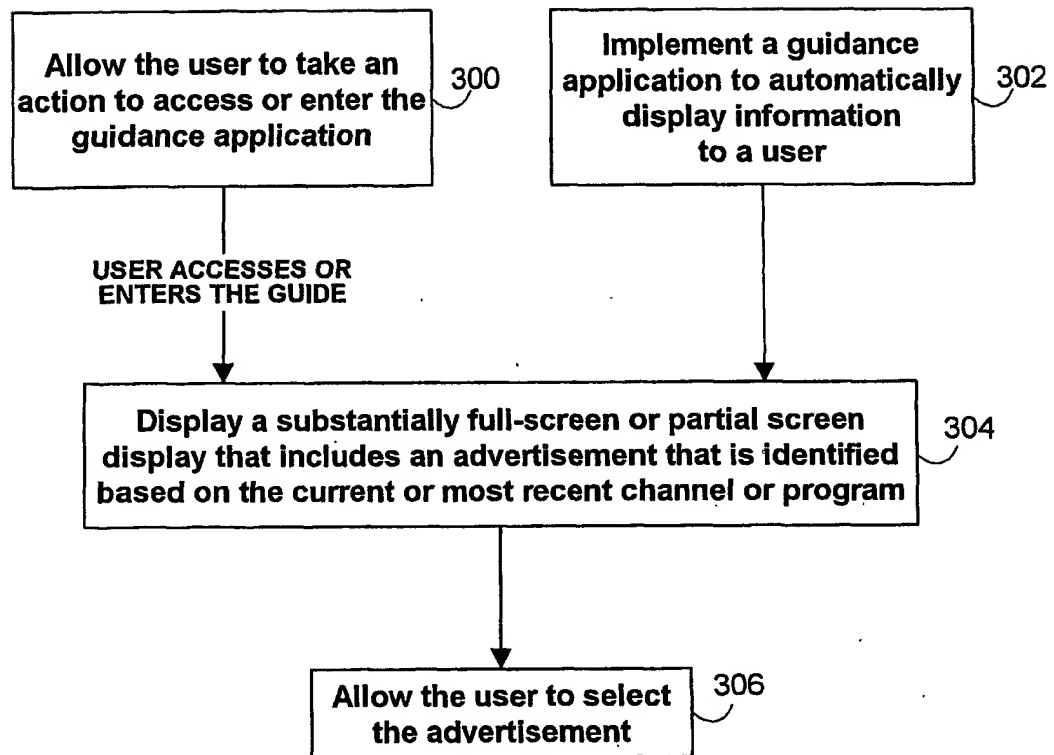 Allow the user to take an
action to access or enter the
guidance application
300
Implement a guidance
application to automatically
display information
to a user
302
USER ACCESSES OR
ENTERS THE GUIDE
Display a substantially full-screen or partial screen
display that includes an advertisement that is identified
based on the current or most recent channel or program
304
Allow the user to select
the advertisement
306